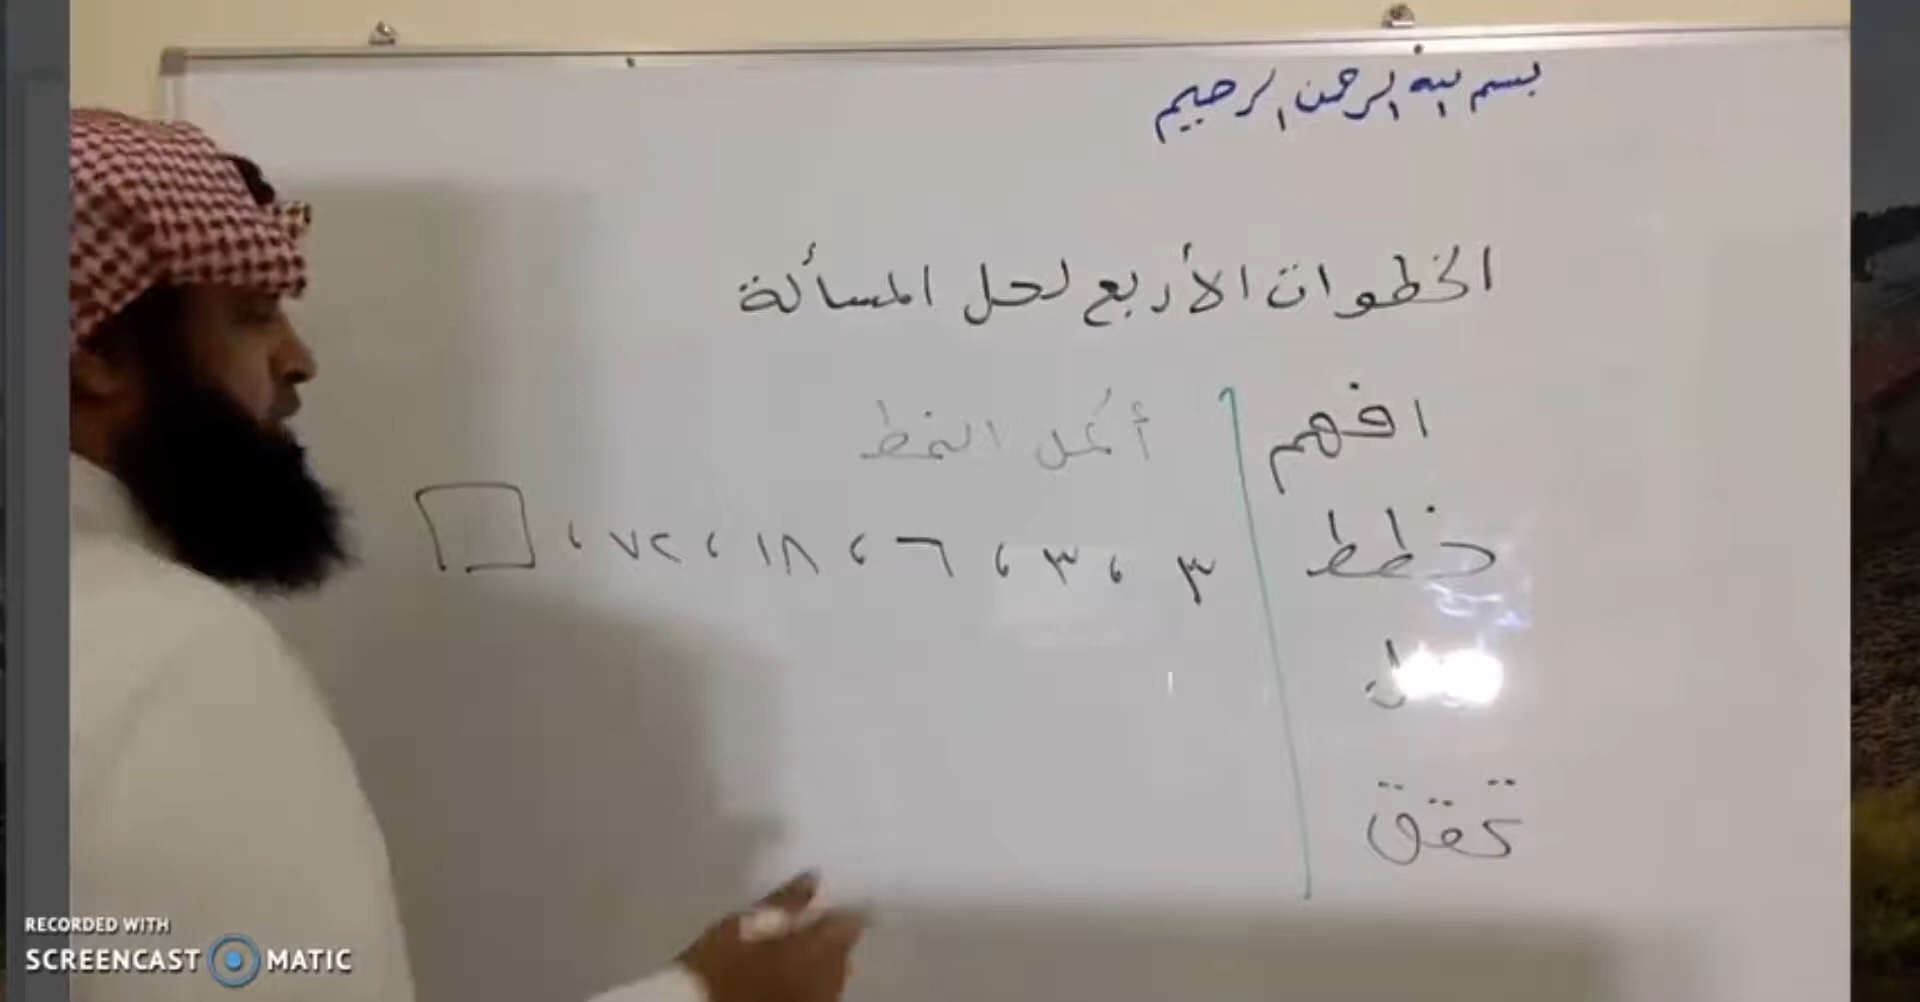 بسم الله الرحمن الرحيم
الخطوات الأربع لحل المسألة
افهم
أكمل النمط
خطط
٣ ، ٣ ، ٦ ، ١٨ ، ٧٢ ، 
تحقق
RECORDED WITH
SCREENCAST MATIC